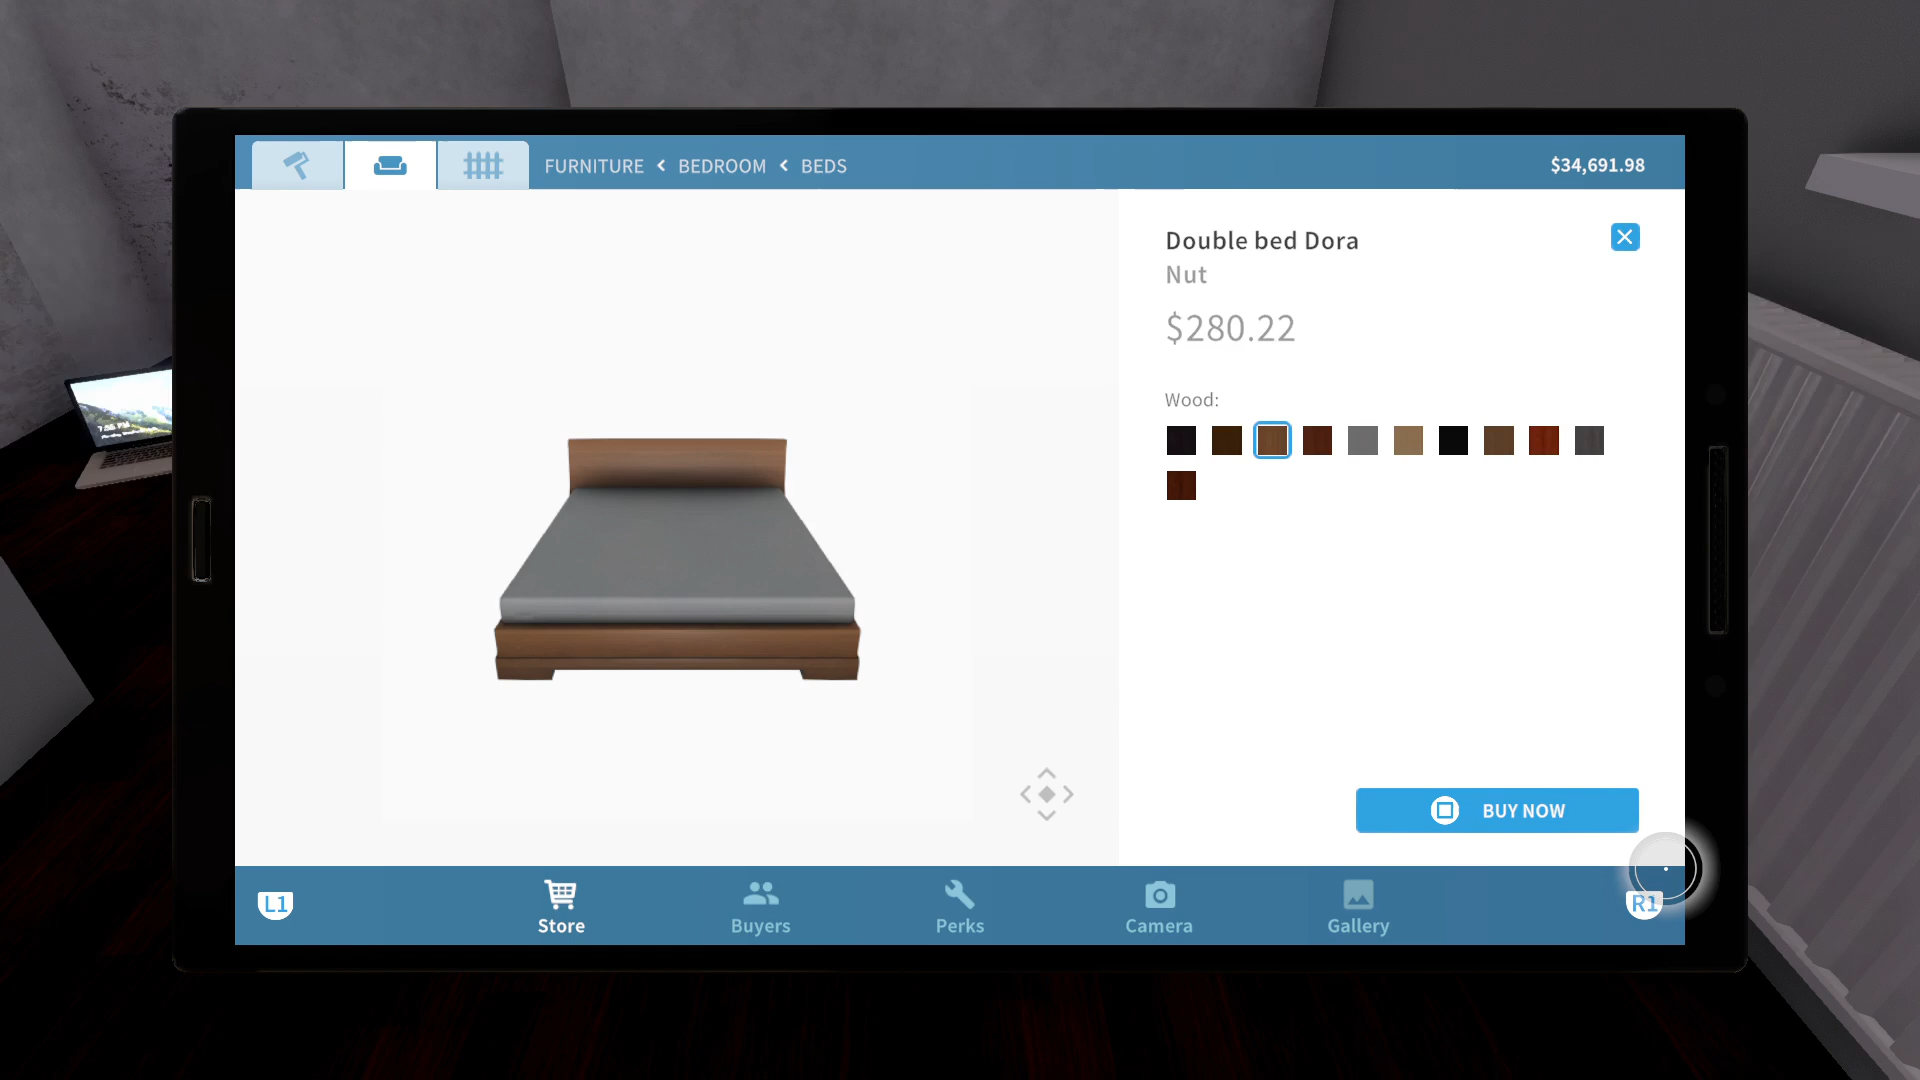 FURNITURE < BEDROOM < BEDS
$34,691.98
Double bed Dora
Nut
$280.22
Wood:
BUY NOW
L1
Store
Buyers
Perks
Camera
Gallery
R1